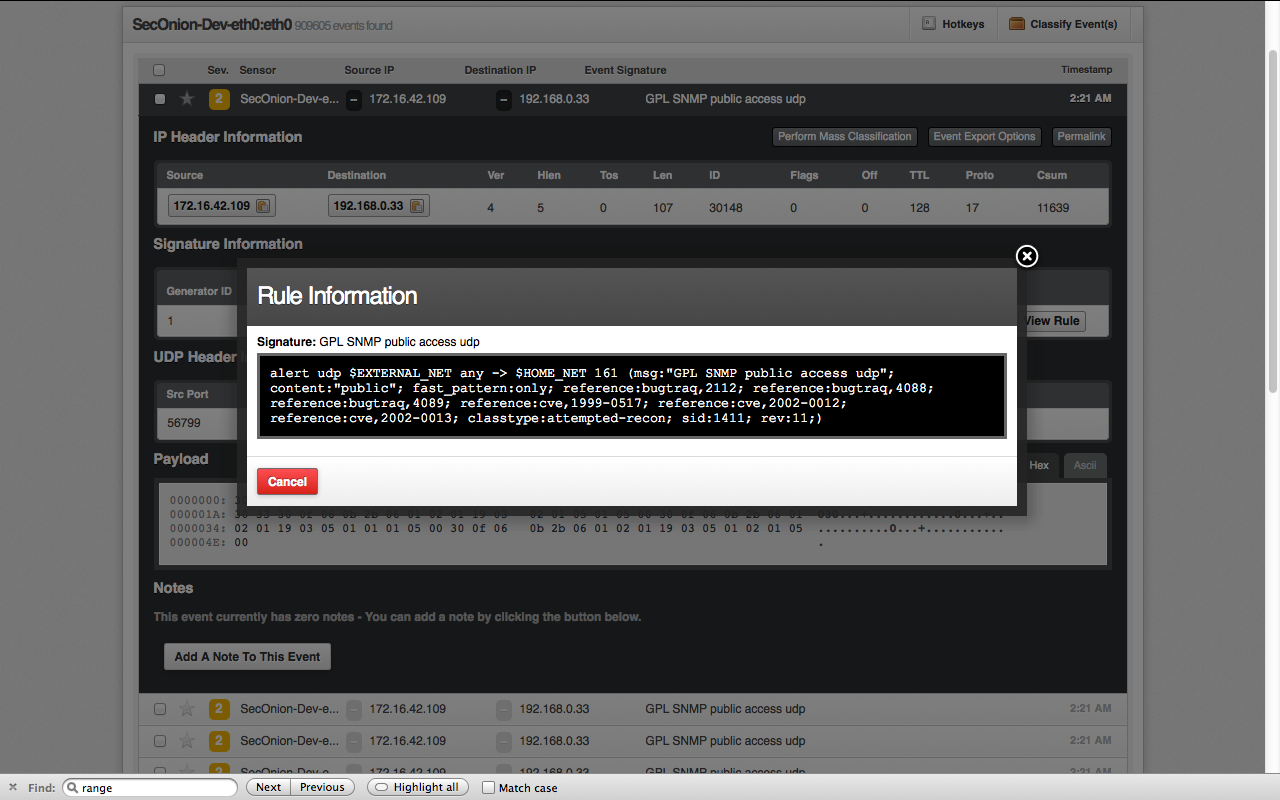 SecOnion-Dev-eth0:eth0 909605 events found
Hotkeys
Classify Event(s)
Sev. Sensor Source IP Destination IP Event Signature Timestamp
2 SecOnion-Dev-e... 172.16.42.109 192.168.0.33 GPL SNMP public access udp 2:21 AM
IP Header Information
Perform Mass Classification Event Export Options Permalink
Source Destination Ver Hlen Tos Len ID Flags Off TTL Proto Csum
172.16.42.109 192.168.0.33 4 5 0 107 30148 0 0 128 17 11639
Signature Information
Generator ID
1
View Rule
Rule Information
Signature: GPL SNMP public access udp
alert udp $EXTERNAL_NET any -> $HOME_NET 161 (msg:"GPL SNMP public access udp";
content:"public"; fast_pattern:only; reference:bugtraq,2112; reference:bugtraq,4088;
reference:bugtraq,4089; reference:cve,1999-0517; reference:cve,2002-0012;
reference:cve,2002-0013; classtype:attempted-recon; sid:1411; rev:11;)
Cancel
UDP Header
Src Port
56799
Payload
Hex Ascii
0000000:
000001A:
0000034: 02 01 19 03 05 01 01 01 05 00 30 0f 06 0b 2b 06 01 02 01 19 03 05 01 02 01 05 ..........0...+...........
000004E: 00 .
Notes
This event currently has zero notes - You can add a note by clicking the button below.
Add A Note To This Event
2 SecOnion-Dev-e... 172.16.42.109 192.168.0.33 GPL SNMP public access udp 2:21 AM
2 SecOnion-Dev-e... 172.16.42.109 192.168.0.33 GPL SNMP public access udp 2:21 AM
2 SecOnion-Dev-e... 172.16.42.109 192.168.0.33 GPL SNMP public access udp 2:21 AM
Find: range Next Previous Highlight all Match case